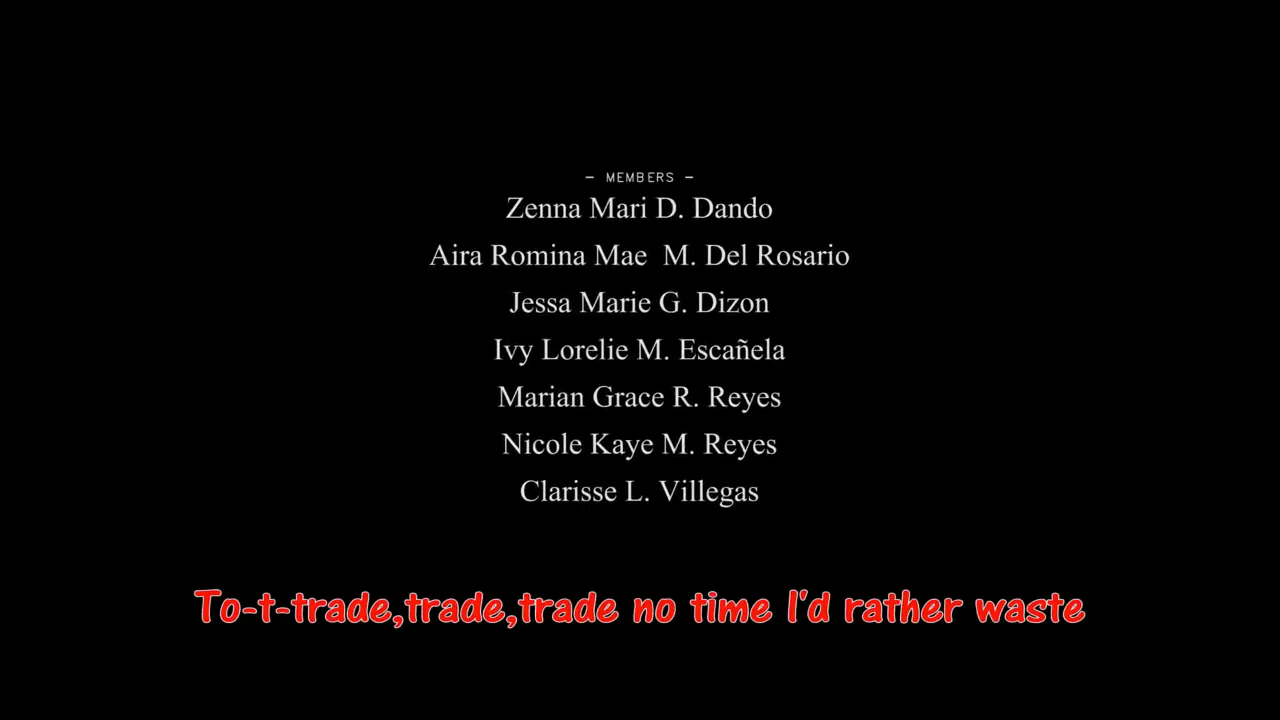 – MEMBERS –
Zenna Mari D. Dando
Aira Romina Mae  M. Del Rosario
Jessa Marie G. Dizon
Ivy Lorelie M. Escañela
Marian Grace R. Reyes
Nicole Kaye M. Reyes
Clarisse L. Villegas
To-t-trade,trade,trade no time I'd rather waste